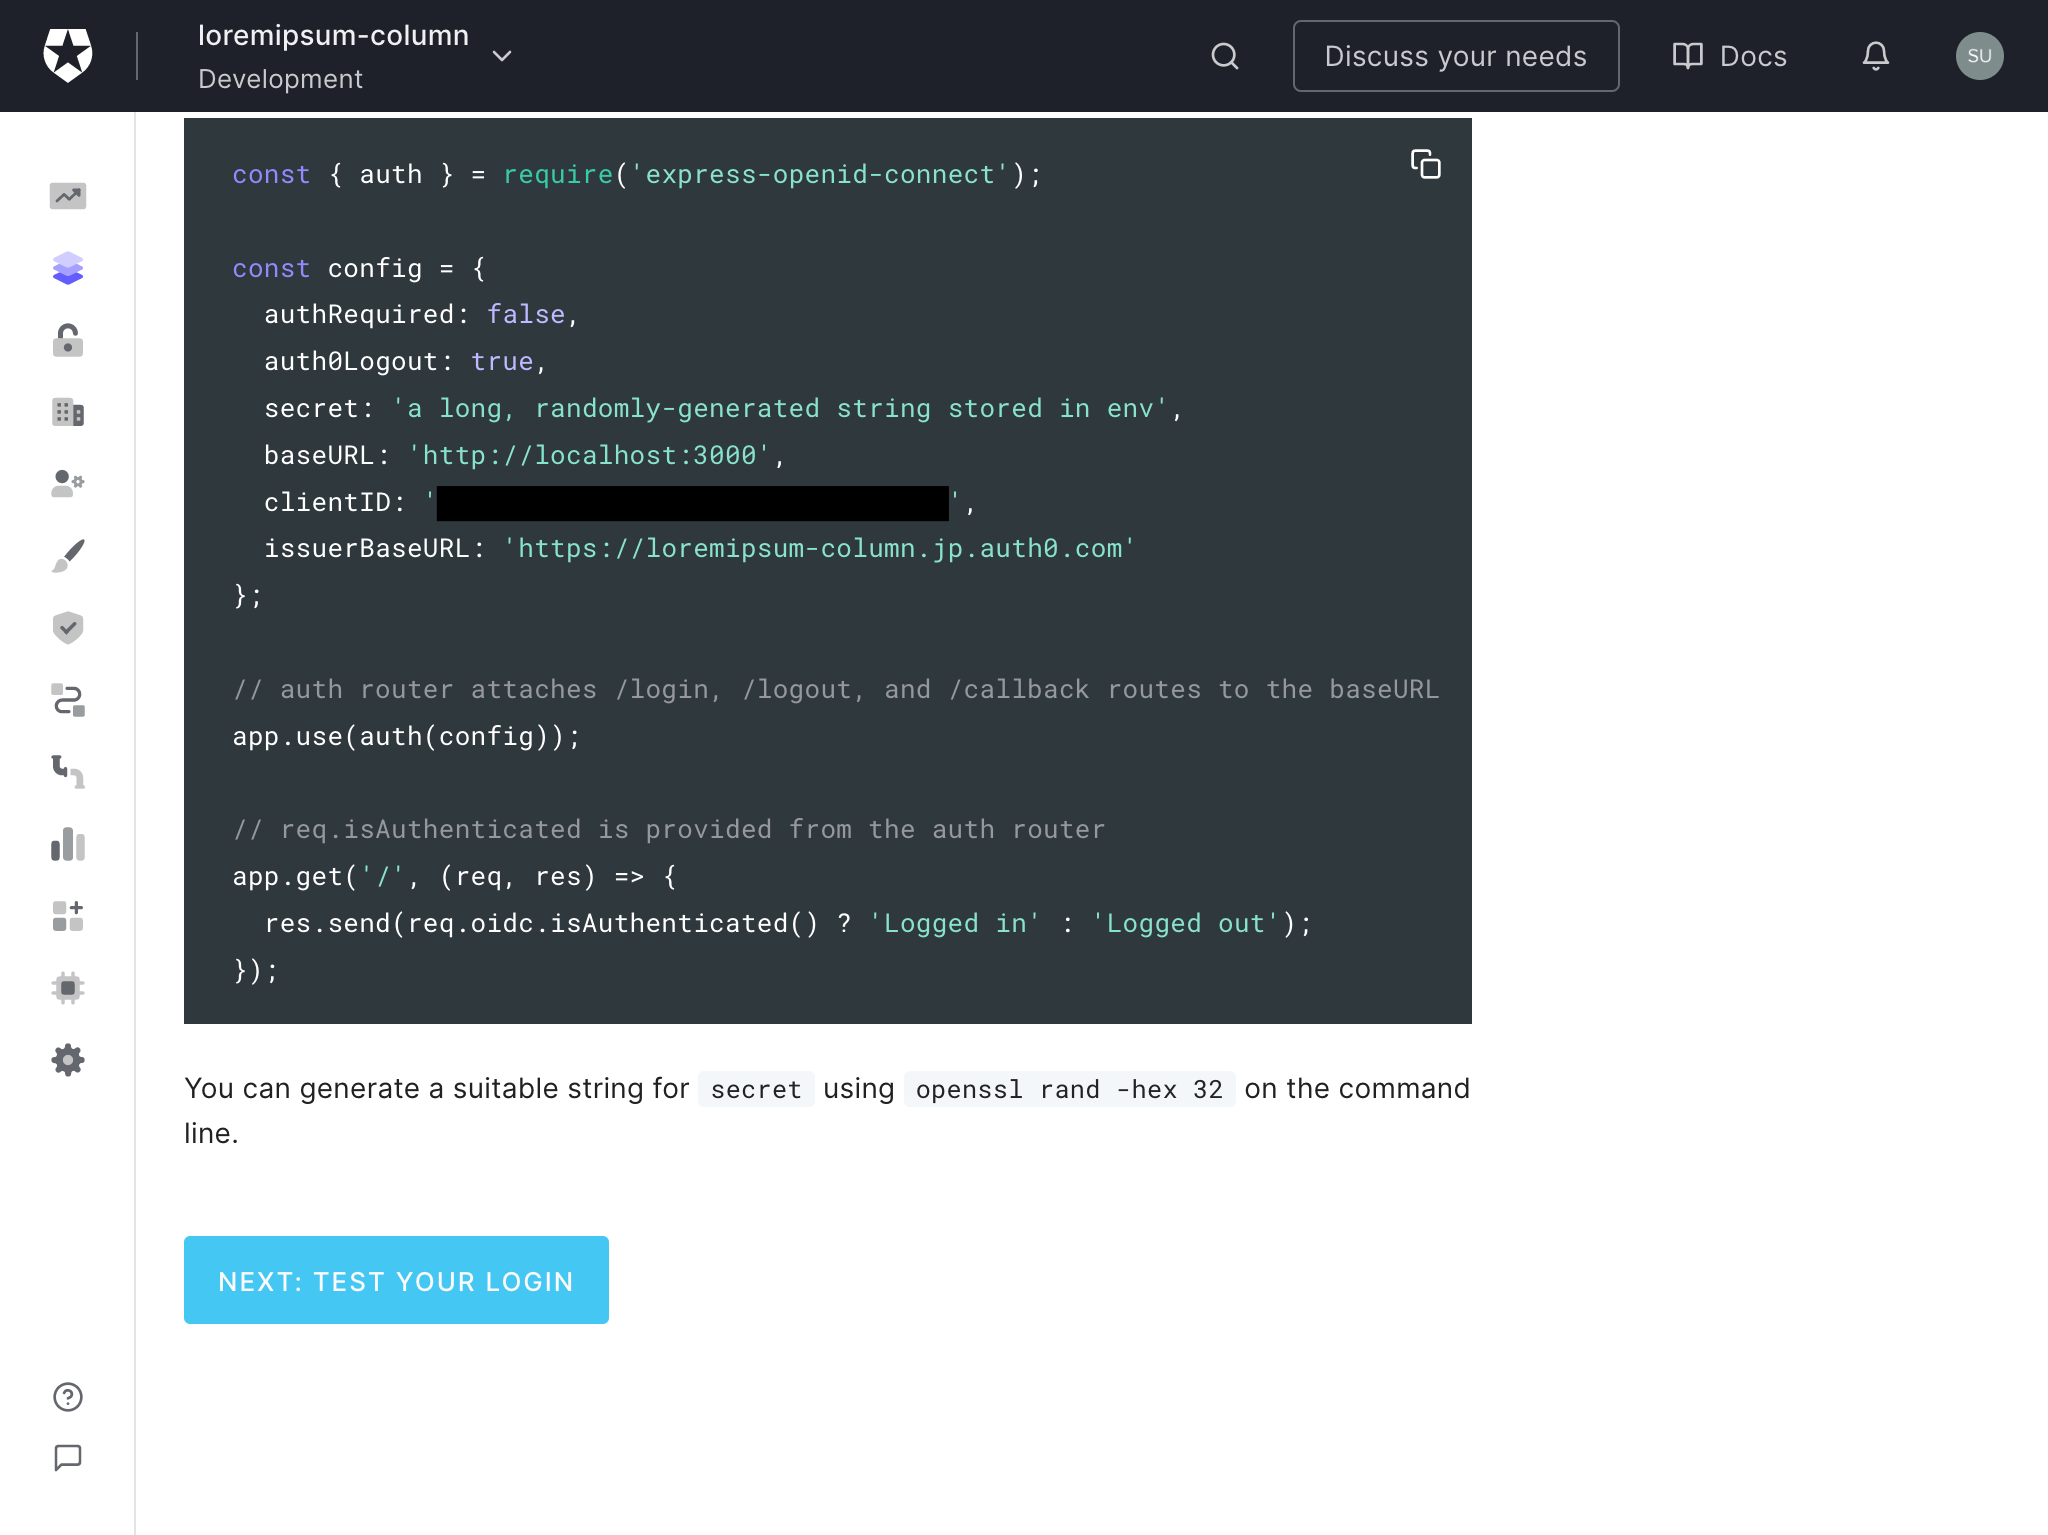 loremipsum-column
Development
Discuss your needs
Docs
SU
const { auth } = require('express-openid-connect');
const config = {
  authRequired: false,
  auth0Logout: true,
  secret: 'a long, randomly-generated string stored in env',
  baseURL: 'http://localhost:3000',
  clientID: '',
  issuerBaseURL: 'https://loremipsum-column.jp.auth0.com'
};
// auth router attaches /login, /logout, and /callback routes to the baseURL
app.use(auth(config));
// req.isAuthenticated is provided from the auth router
app.get('/', (req, res) => {
  res.send(req.oidc.isAuthenticated() ? 'Logged in' : 'Logged out');
});
You can generate a suitable string for secret using openssl rand -hex 32 on the command
line.
NEXT: TEST YOUR LOGIN